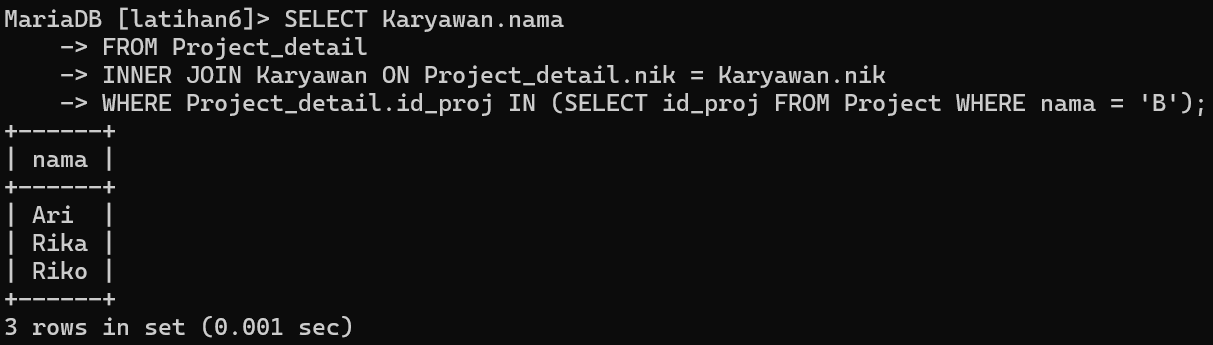 MariaDB [latihan6]> SELECT Karyawan.nama
    -> FROM Project_detail
    -> INNER JOIN Karyawan ON Project_detail.nik = Karyawan.nik
    -> WHERE Project_detail.id_proj IN (SELECT id_proj FROM Project WHERE nama = 'B');
+------+
| nama |
+------+
| Ari  |
| Rika |
| Riko |
+------+
3 rows in set (0.001 sec)